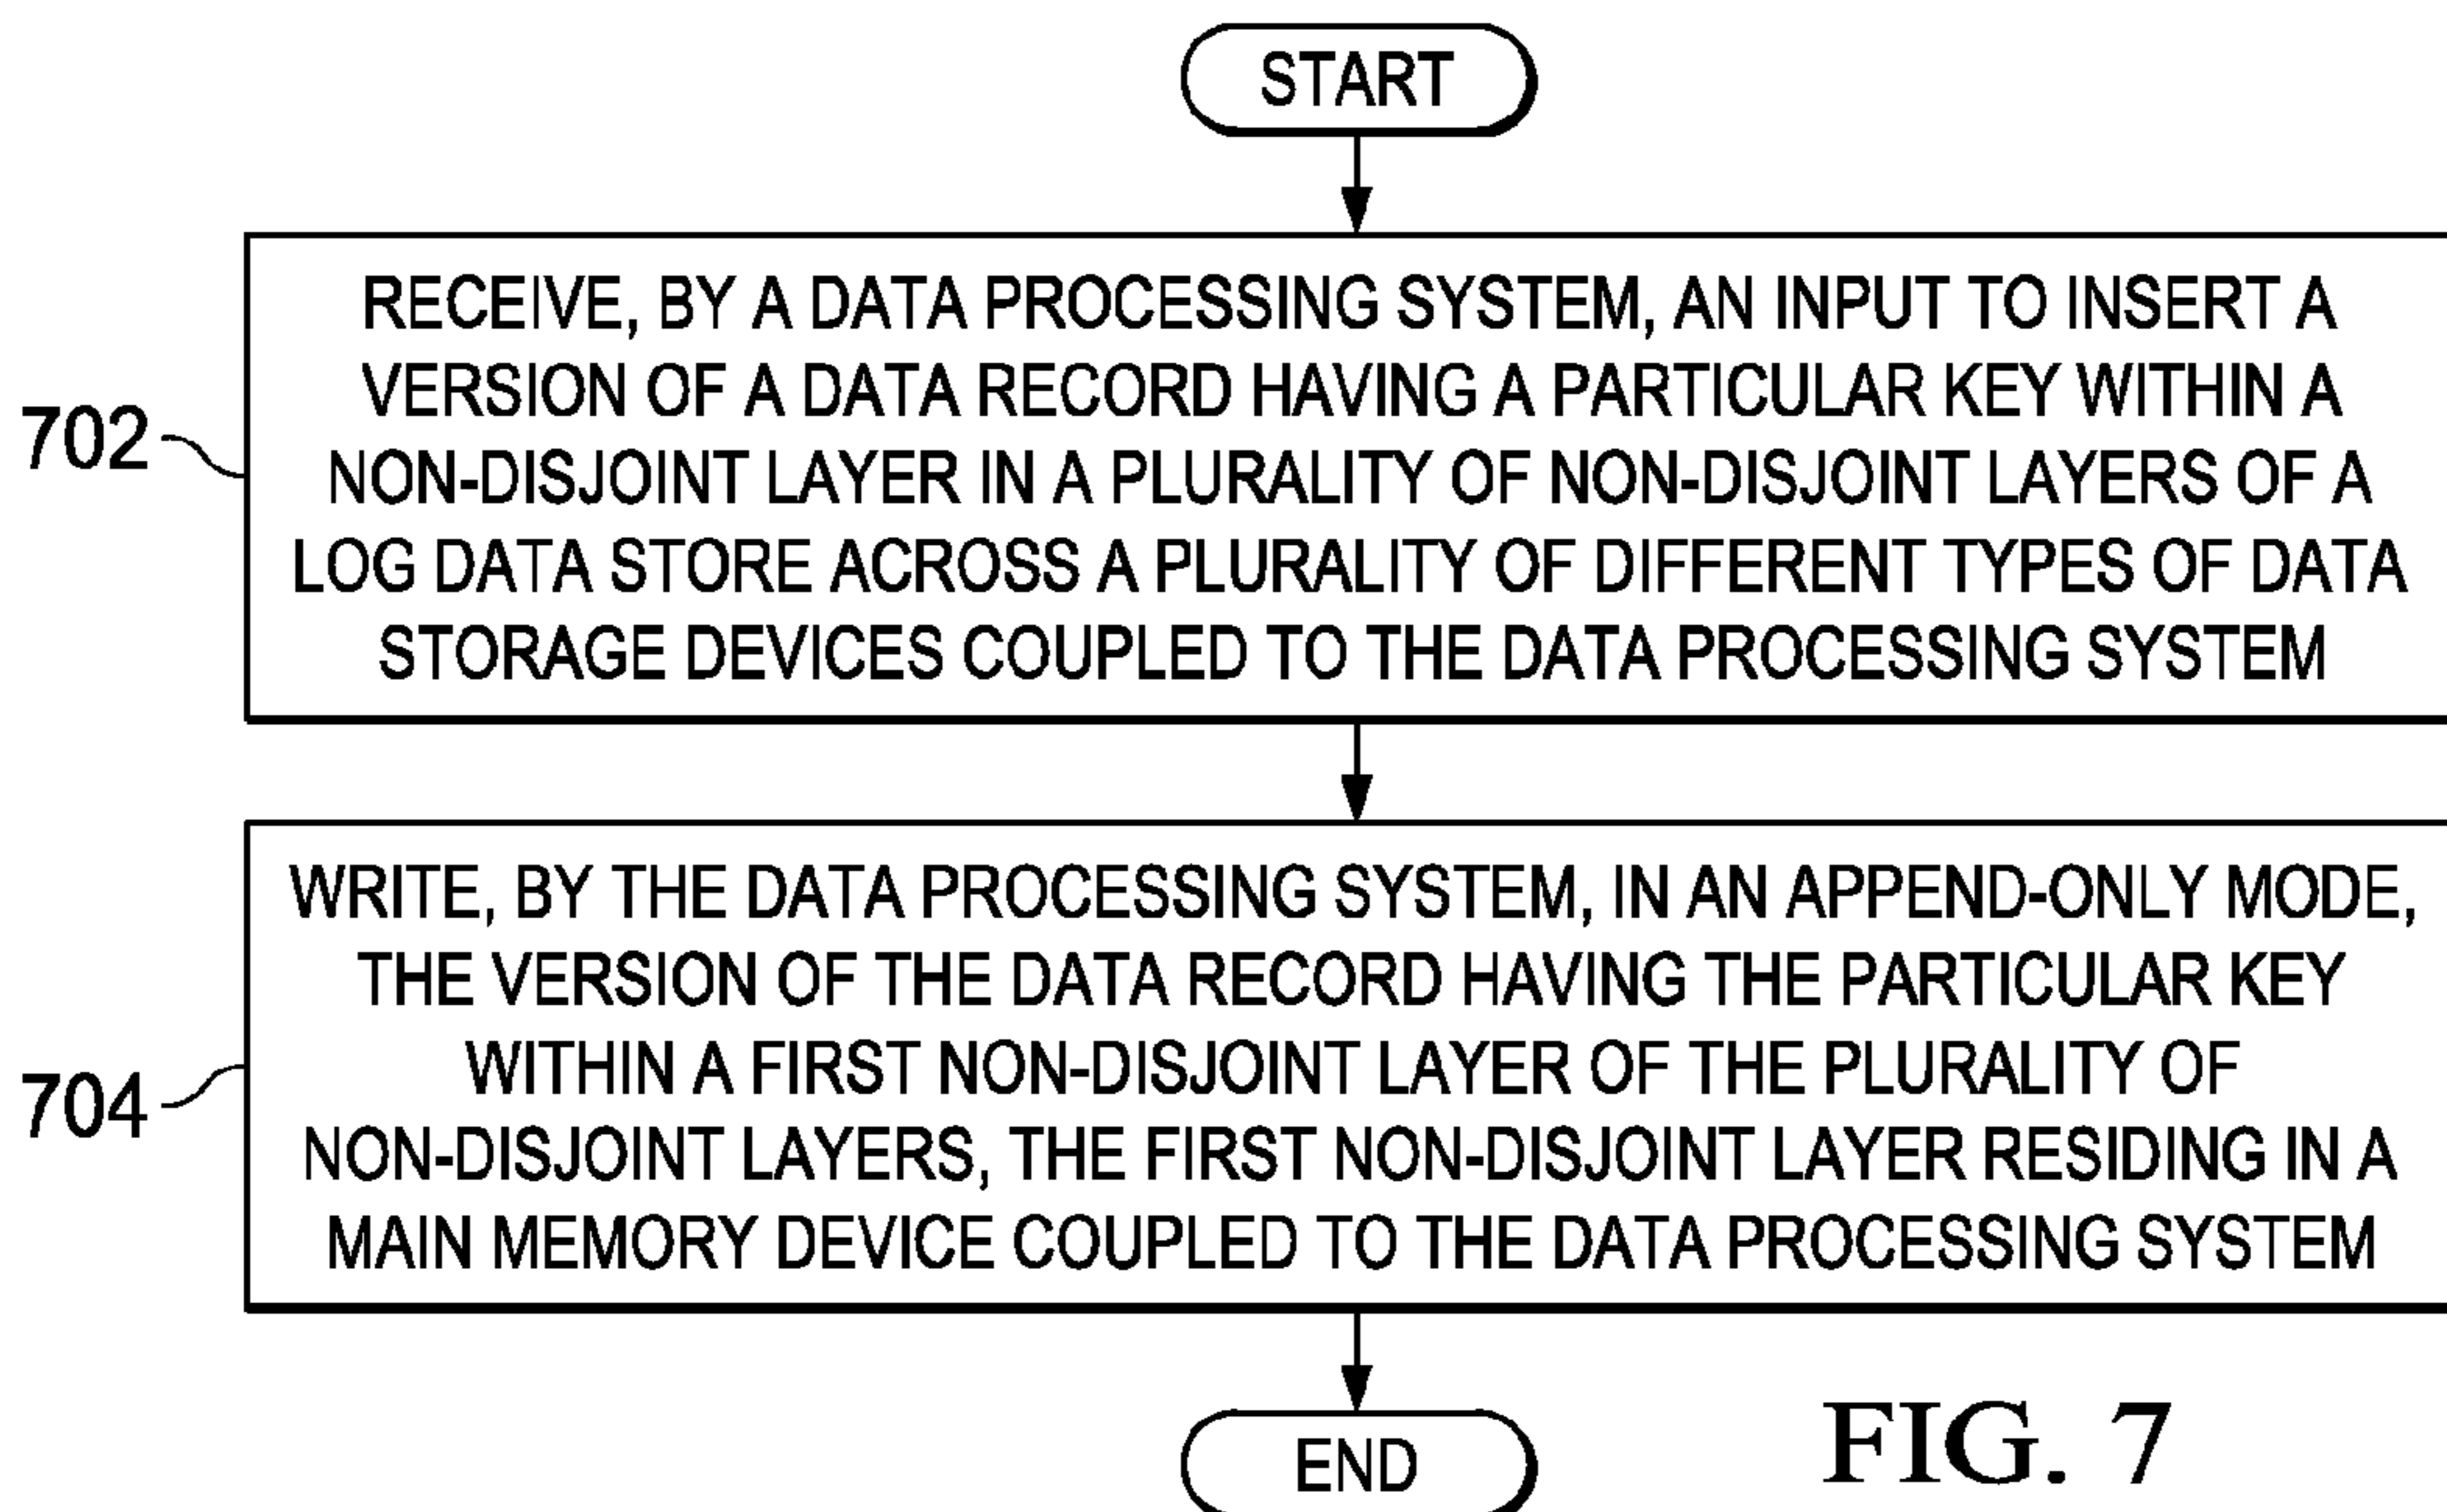 START
RECEIVE, BY A DATA PROCESSING SYSTEM, AN INPUT TO INSERT A
VERSION OF A DATA RECORD HAVING A PARTICULAR KEY WITHIN A
702
NON-DISJOINT LAYER IN A PLURALITY OF NON-DISJOINT LAYERS OF A
LOG DATA STORE ACROSS A PLURALITY OF DIFFERENT TYPES OF DATA
STORAGE DEVICES COUPLED TO THE DATA PROCESSING SYSTEM
WRITE, BY THE DATA PROCESSING SYSTEM, IN AN APPEND-ONLY MODE,
THE VERSION OF THE DATA RECORD HAVING THE PARTICULAR KEY
WITHIN A FIRST NON-DISJOINT LAYER OF THE PLURALITY OF
704
NON-DISJOINT LAYERS, THE FIRST NON-DISJOINT LAYER RESIDING IN A
MAIN MEMORY DEVICE COUPLED TO THE DATA PROCESSING SYSTEM
END
FIG. 7